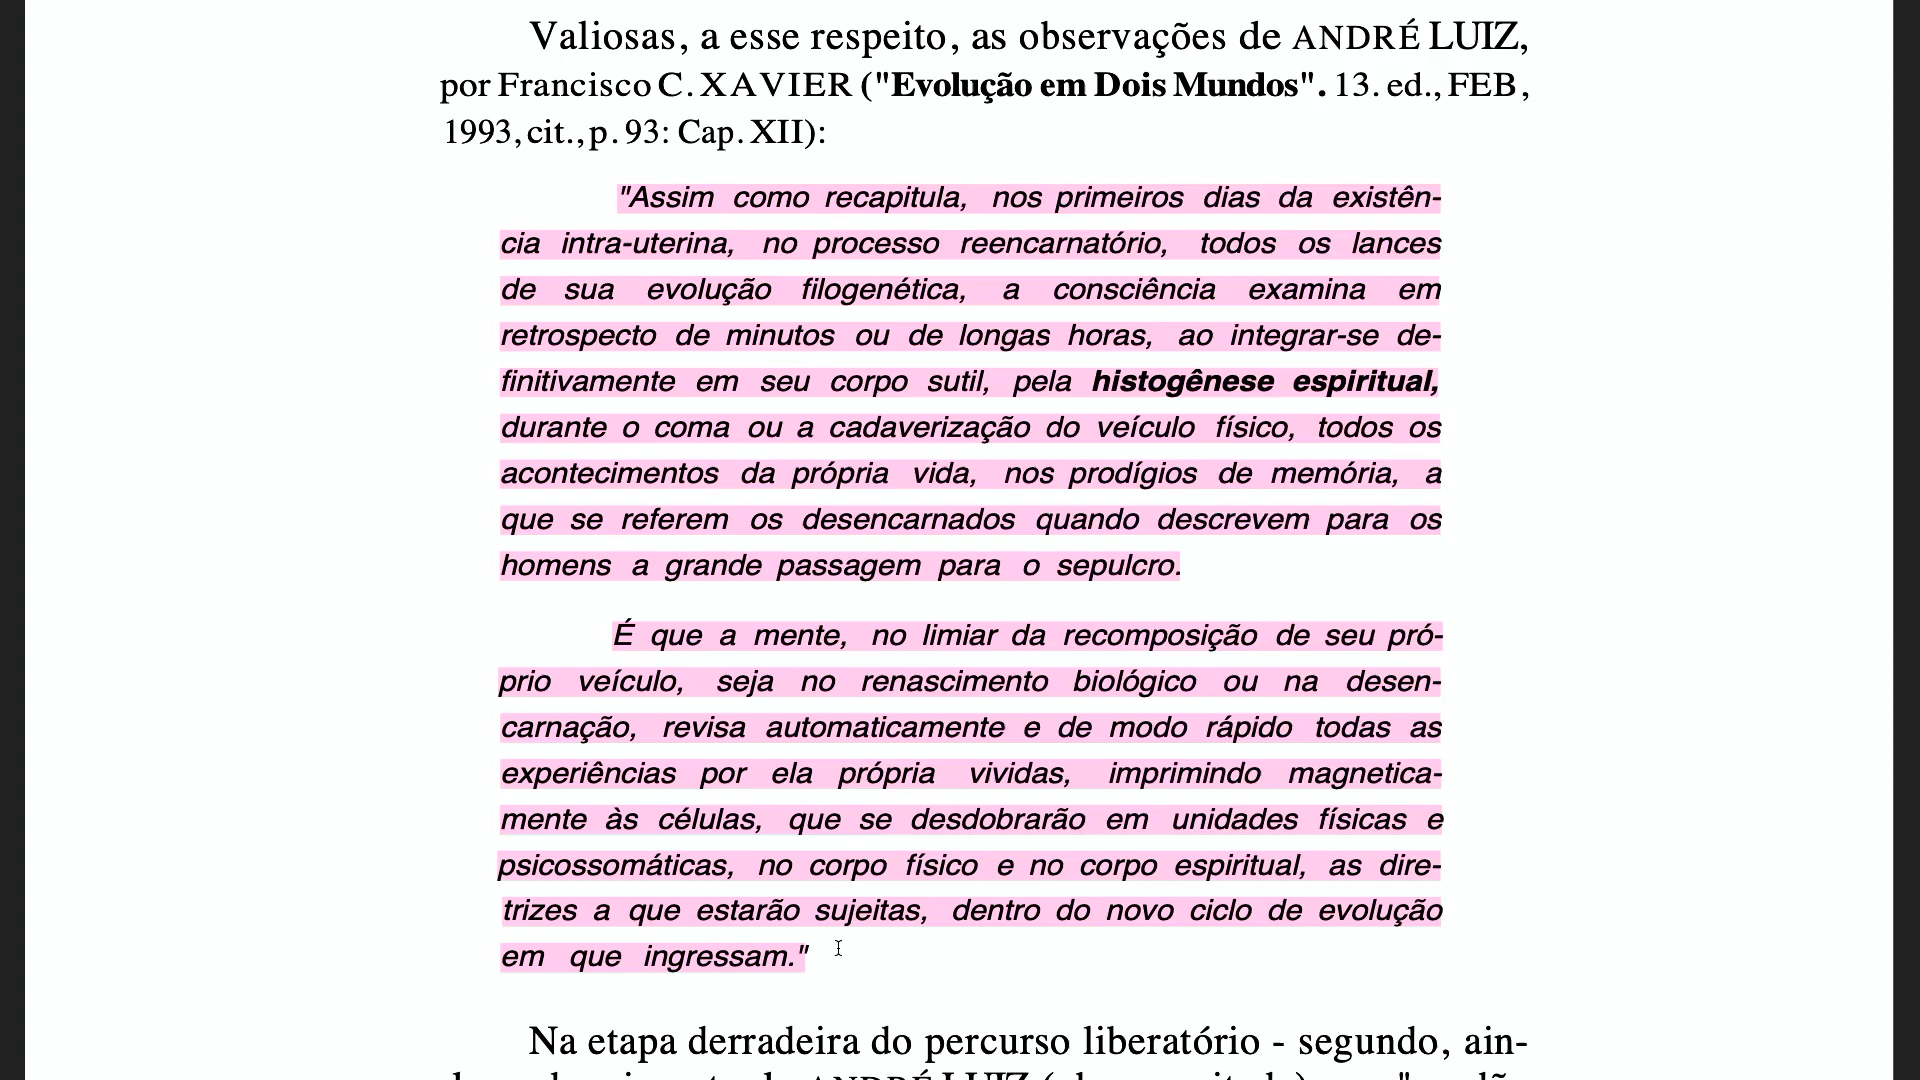 Valiosas, a esse respeito, as observações de ANDRÉ LUIZ,
por Francisco C. XAVIER ("Evolução em Dois Mundos". 13. ed., FEB,
1993, cit., p. 93: Cap. XII):
"Assim como recapitula, nos primeiros dias da existên-
cia intra-uterina, no processo reencarnatório, todos os lances
de sua evolução filogenética, a consciência examina em
retrospecto de minutos ou de longas horas, ao integrar-se de-
finitivamente em seu corpo sutil, pela histogênese espiritual,
durante o coma ou a cadaverização do veículo físico, todos os
acontecimentos da própria vida, nos prodígios de memória, a
que se referem os desencarnados quando descrevem para os
homens a grande passagem para o sepulcro.
É que a mente, no limiar da recomposição de seu pró-
prio veículo, seja no renascimento biológico ou na desen-
carnação, revisa automaticamente e de modo rápido todas as
experiências por ela própria vividas, imprimindo magnetica-
mente às células, que se desdobrarão em unidades físicas e
psicossomáticas, no corpo físico e no corpo espiritual, as dire-
trizes a que estarão sujeitas, dentro do novo ciclo de evolução
em que ingressam."
Na etapa derradeira do percurso liberatório - segundo, ain-
ANDRÉ LUIZ